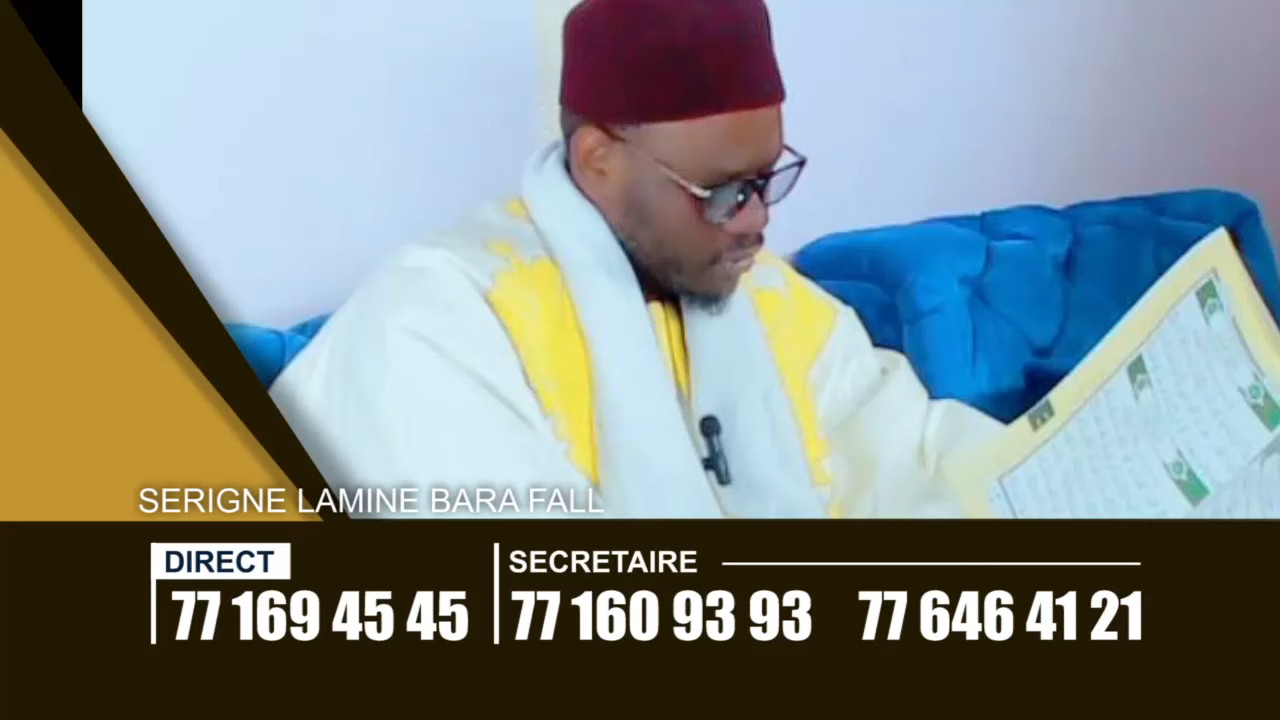 SERIGNE LAMINE BARA FALL
DIRECT
77 169 45 45
SECRETAIRE
77 160 93 93 77 646 41 21